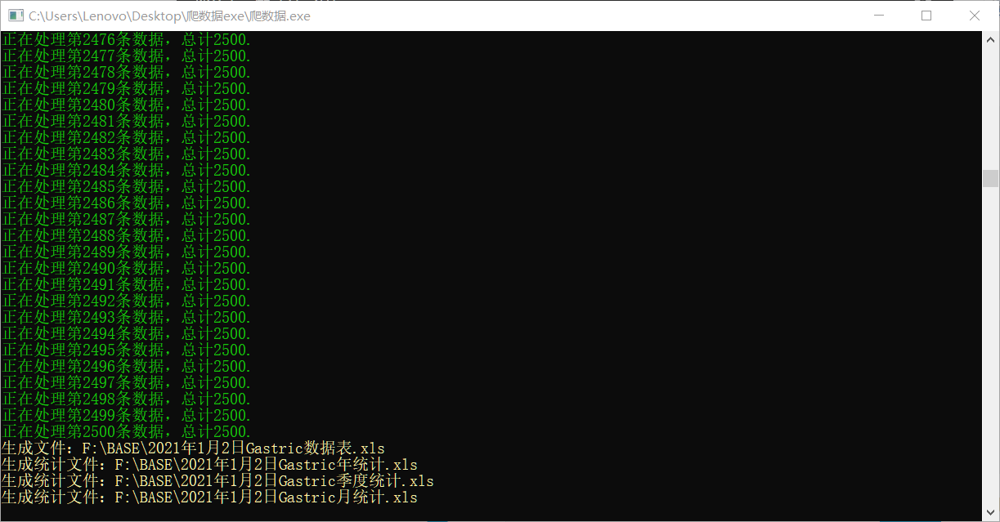 C:\Users\Lenovo\Desktop\爬数据exe\爬数据.exe
正在处理第2476条数据，总计2500.
正在处理第2477条数据，总计2500.
正在处理第2478条数据，总计2500.
正在处理第2479条数据，总计2500.
正在处理第2480条数据，总计2500.
正在处理第2481条数据，总计2500.
正在处理第2482条数据，总计2500.
正在处理第2483条数据，总计2500.
正在处理第2484条数据，总计2500.
正在处理第2485条数据，总计2500.
正在处理第2486条数据，总计2500.
正在处理第2487条数据，总计2500.
正在处理第2488条数据，总计2500.
正在处理第2489条数据，总计2500.
正在处理第2490条数据，总计2500.
正在处理第2491条数据，总计2500.
正在处理第2492条数据，总计2500.
正在处理第2493条数据，总计2500.
正在处理第2494条数据，总计2500.
正在处理第2495条数据，总计2500.
正在处理第2496条数据，总计2500.
正在处理第2497条数据，总计2500.
正在处理第2498条数据，总计2500.
正在处理第2499条数据，总计2500.
正在处理第2500条数据，总计2500.
生成文件：F:\BASE\2021年1月2日Gastric数据表.xls
生成统计文件：F:\BASE\2021年1月2日Gastric年统计.xls
生成统计文件：F:\BASE\2021年1月2日Gastric季度统计.xls
生成统计文件：F:\BASE\2021年1月2日Gastric月统计.xls